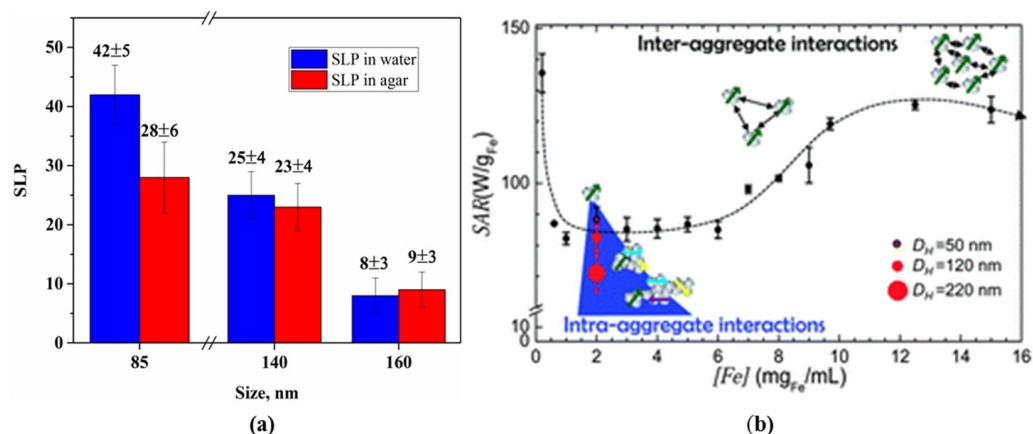 42±5
28±6
25±4
23±4
8±3
9±3
SLP in water
SLP in agar
50
40
30
20
10
0
SLP
85
140
160
Size, nm
(a)
b)
Inter-aggregate interactions
150
100
10
0
SAR(W/gFe)
DH=50 nm
DH=120 nm
DH=220 nm
Intra-aggregate interactions
0 2 4 6 8 10 12 14 16
[Fe] (mgFe/mL)
(b)